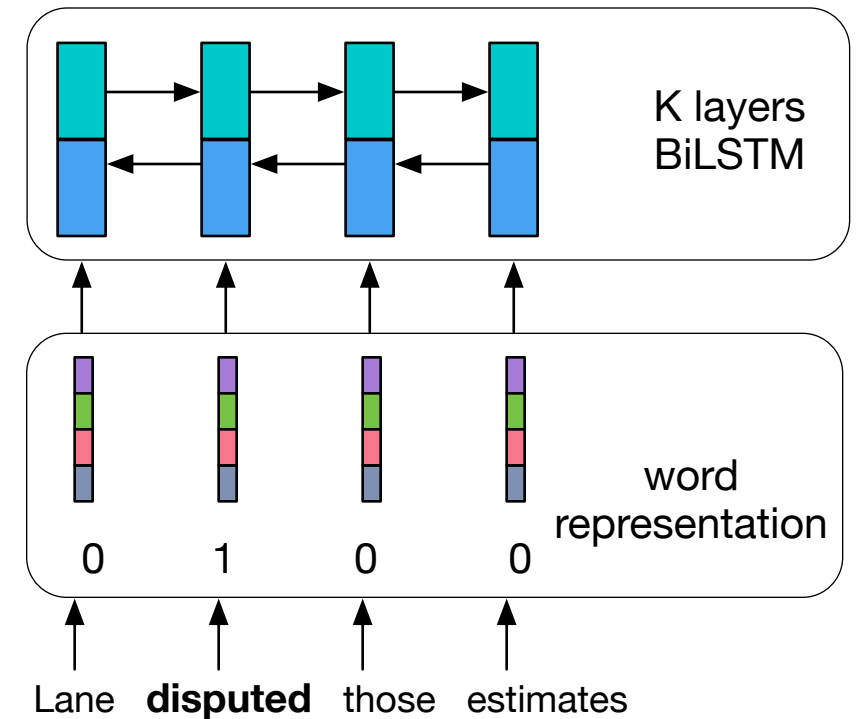 K layers
BiLSTM
word
representation
0 1 0 0
Lane disputed those estimates